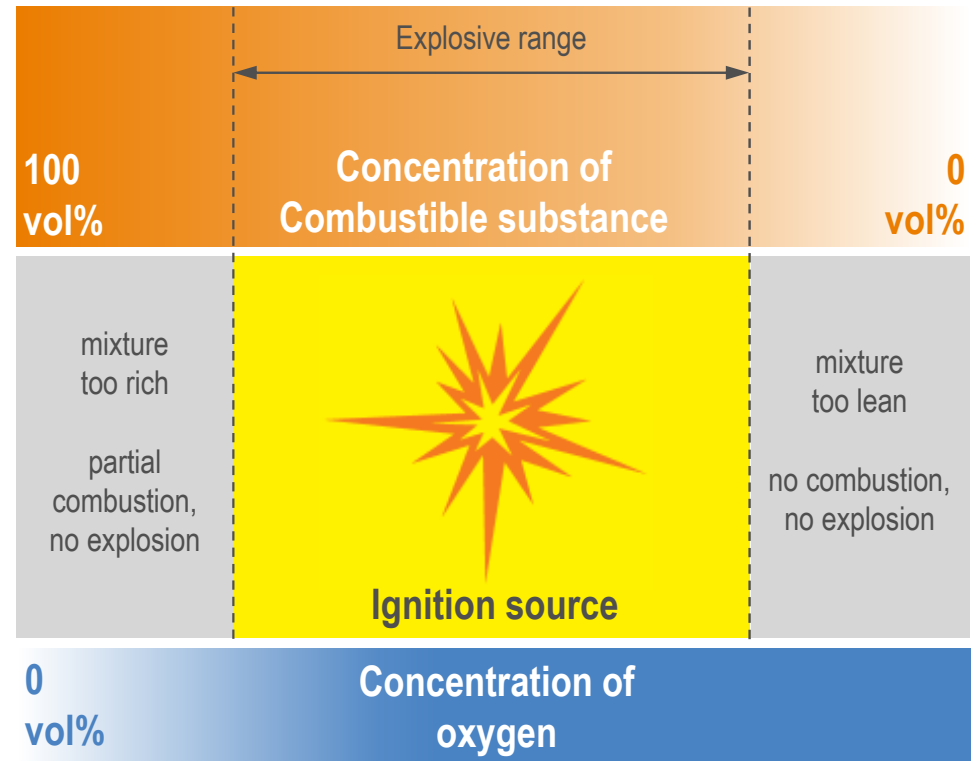 Explosive range
100
vol%
Concentration of
Combustible substance
0
vol%
mixture
too rich
partial
combustion,
no explosion
mixture
too lean
no combustion,
no explosion
Ignition source
0
vol%
Concentration of
oxygen